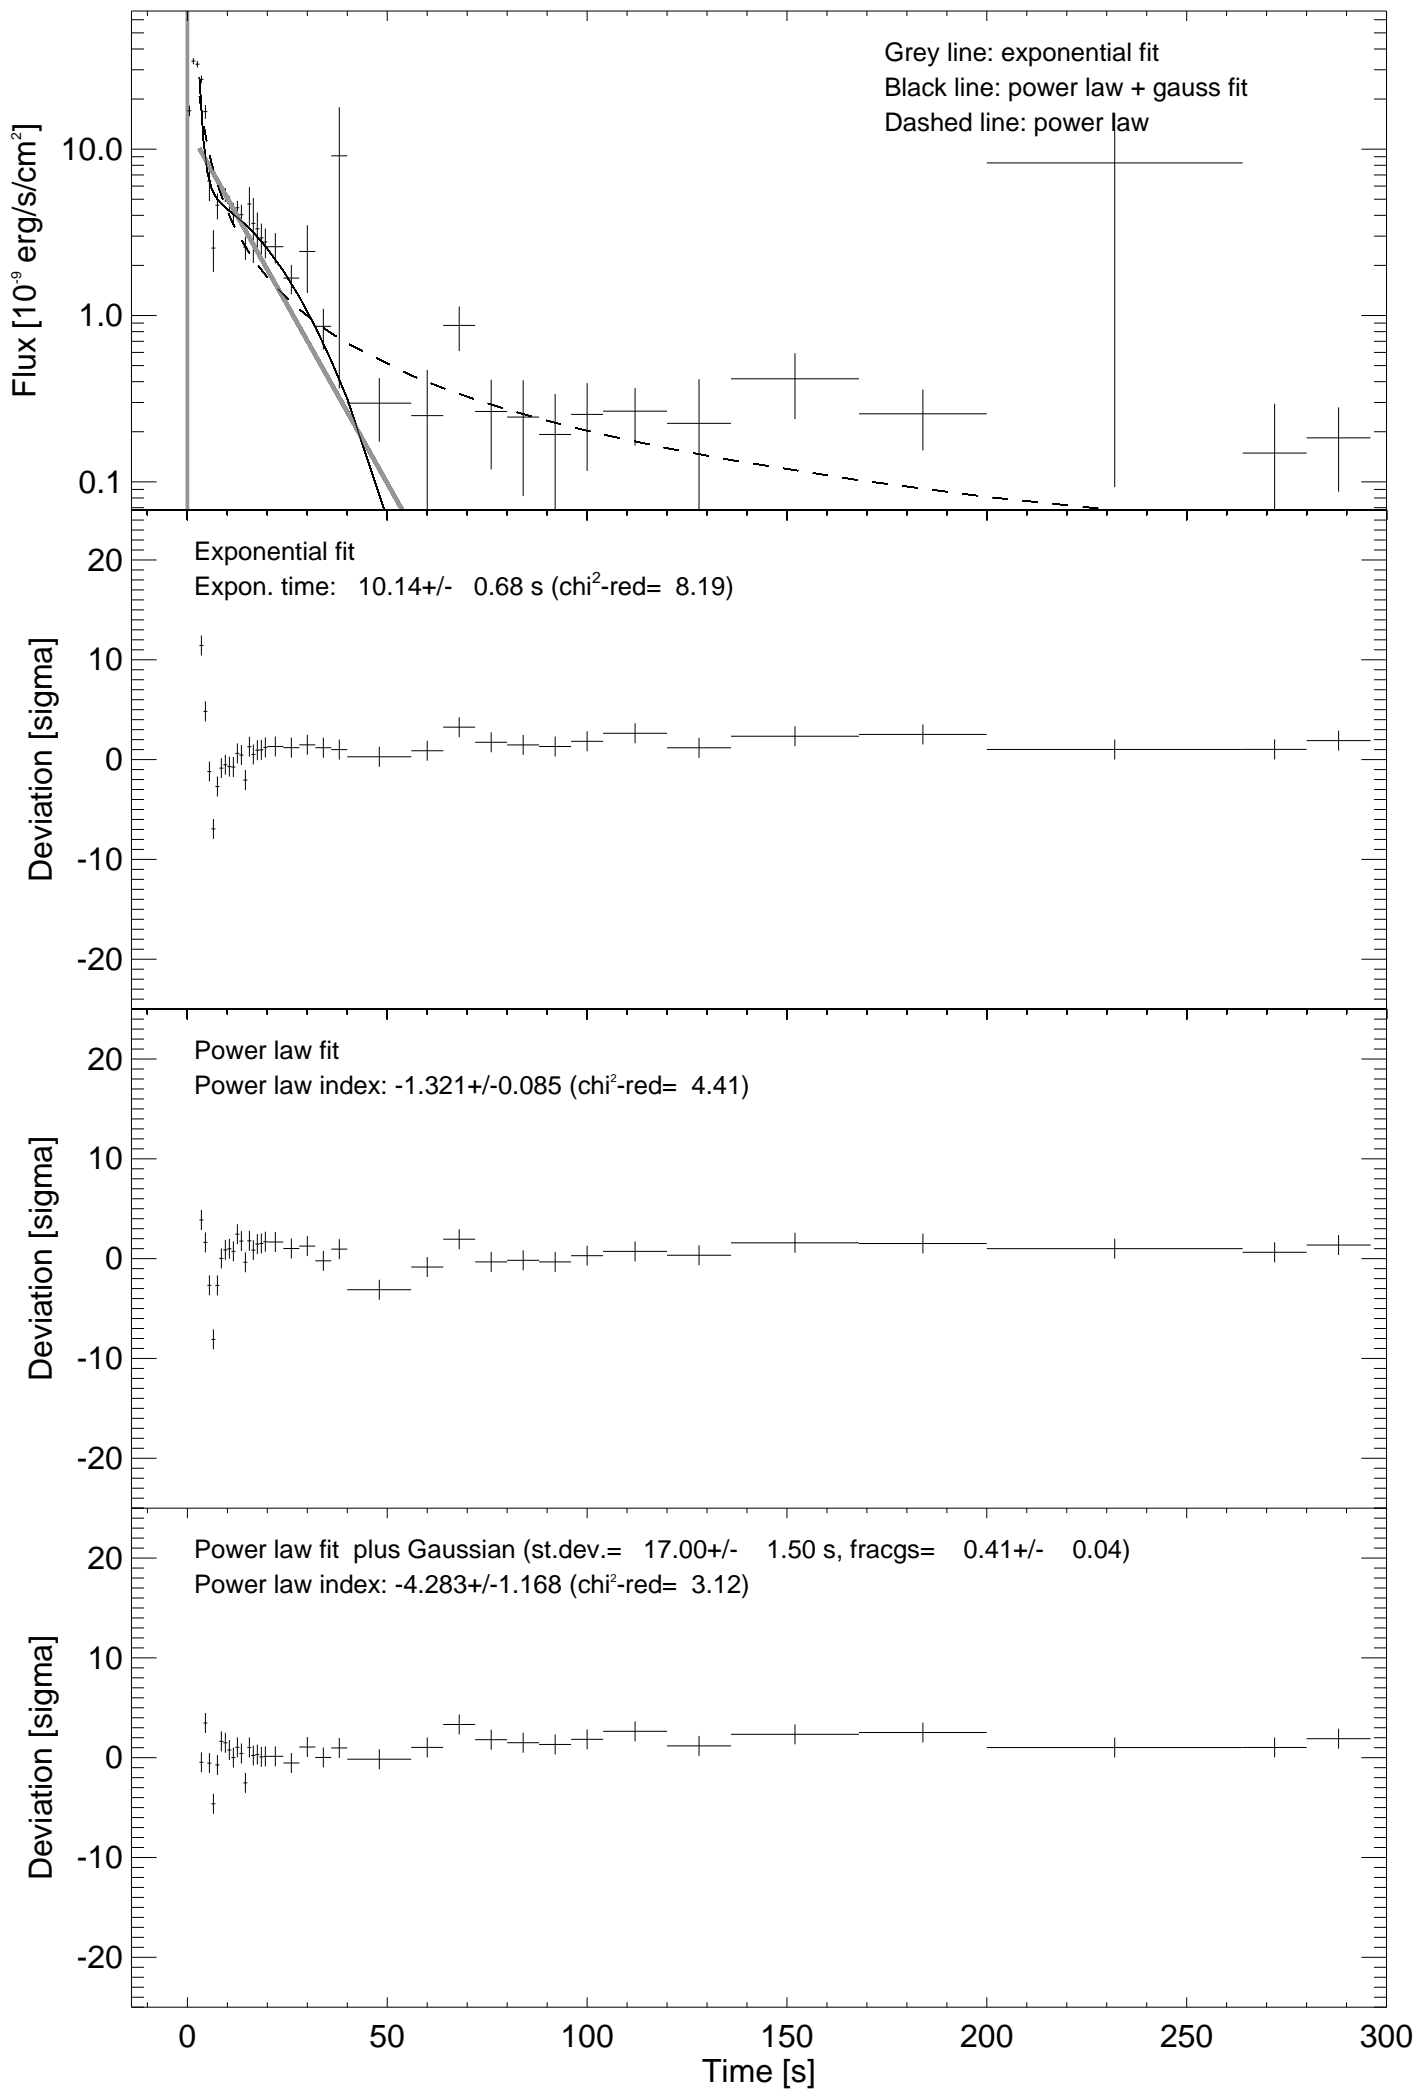 Grey line: exponential fit
Black line: power law + gauss fit
Dashed line: power law
Flux [10⁻⁹ erg/s/cm²]
10.0
1.0
0.1
Exponential fit
Expon. time: 10.14+/- 0.68 s (chi²-red= 8.19)
Deviation [sigma]
20
10
0
-10
-20
Power law fit
Power law index: -1.321+/-0.085 (chi²-red= 4.41)
Deviation [sigma]
20
10
0
-10
-20
Power law fit plus Gaussian (st.dev.= 17.00+/- 1.50 s, fracgs= 0.41+/- 0.04)
Power law index: -4.283+/-1.168 (chi²-red= 3.12)
Deviation [sigma]
20
10
0
-10
-20
0 50 100 150 200 250 300
Time [s]